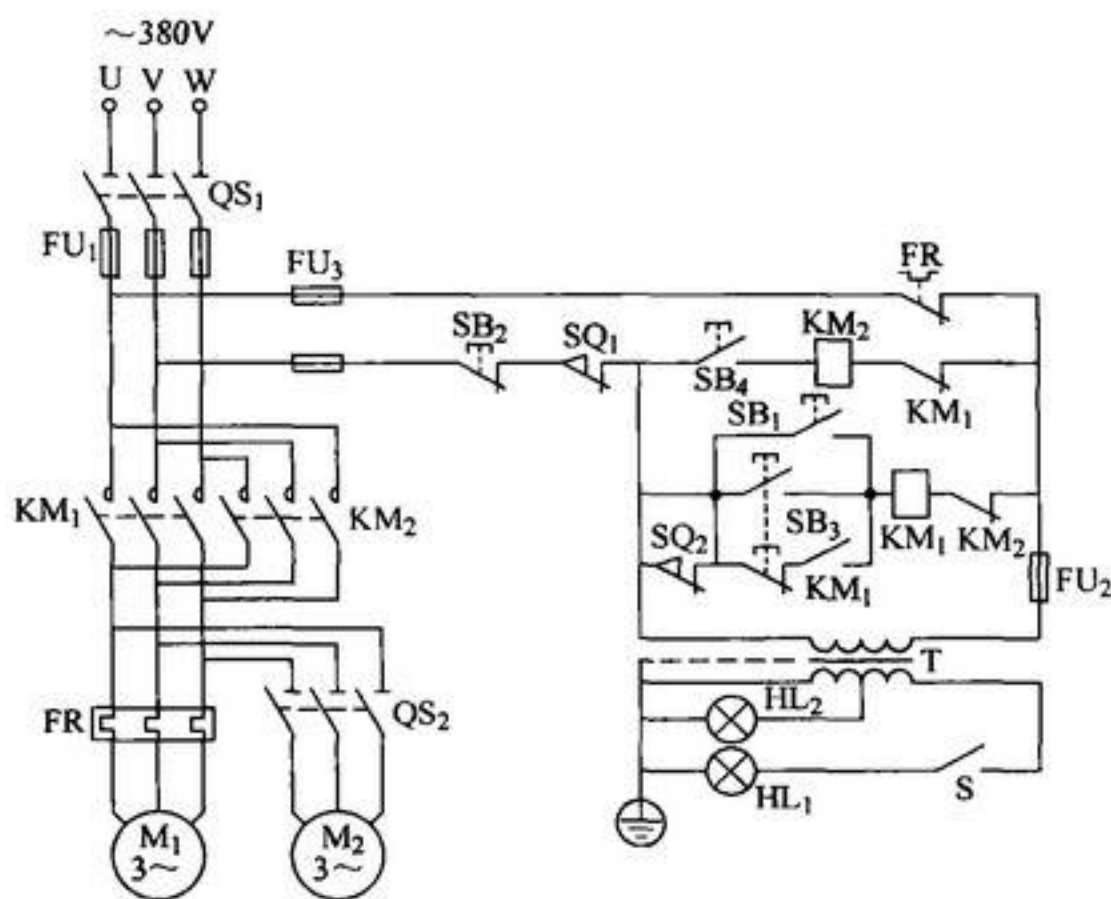 ～380V
U V W
QS₁
FU₁
FU₃
FR
SB₂
SQ₁
KM₂
SB₄
KM₁
SB₁
KM₁
KM₂
SB₃
KM₁
KM₂
SQ₂
KM₁
FU₂
T
HL₂
FR
QS₂
HL₁
S
M₁
3～
M₂
3～